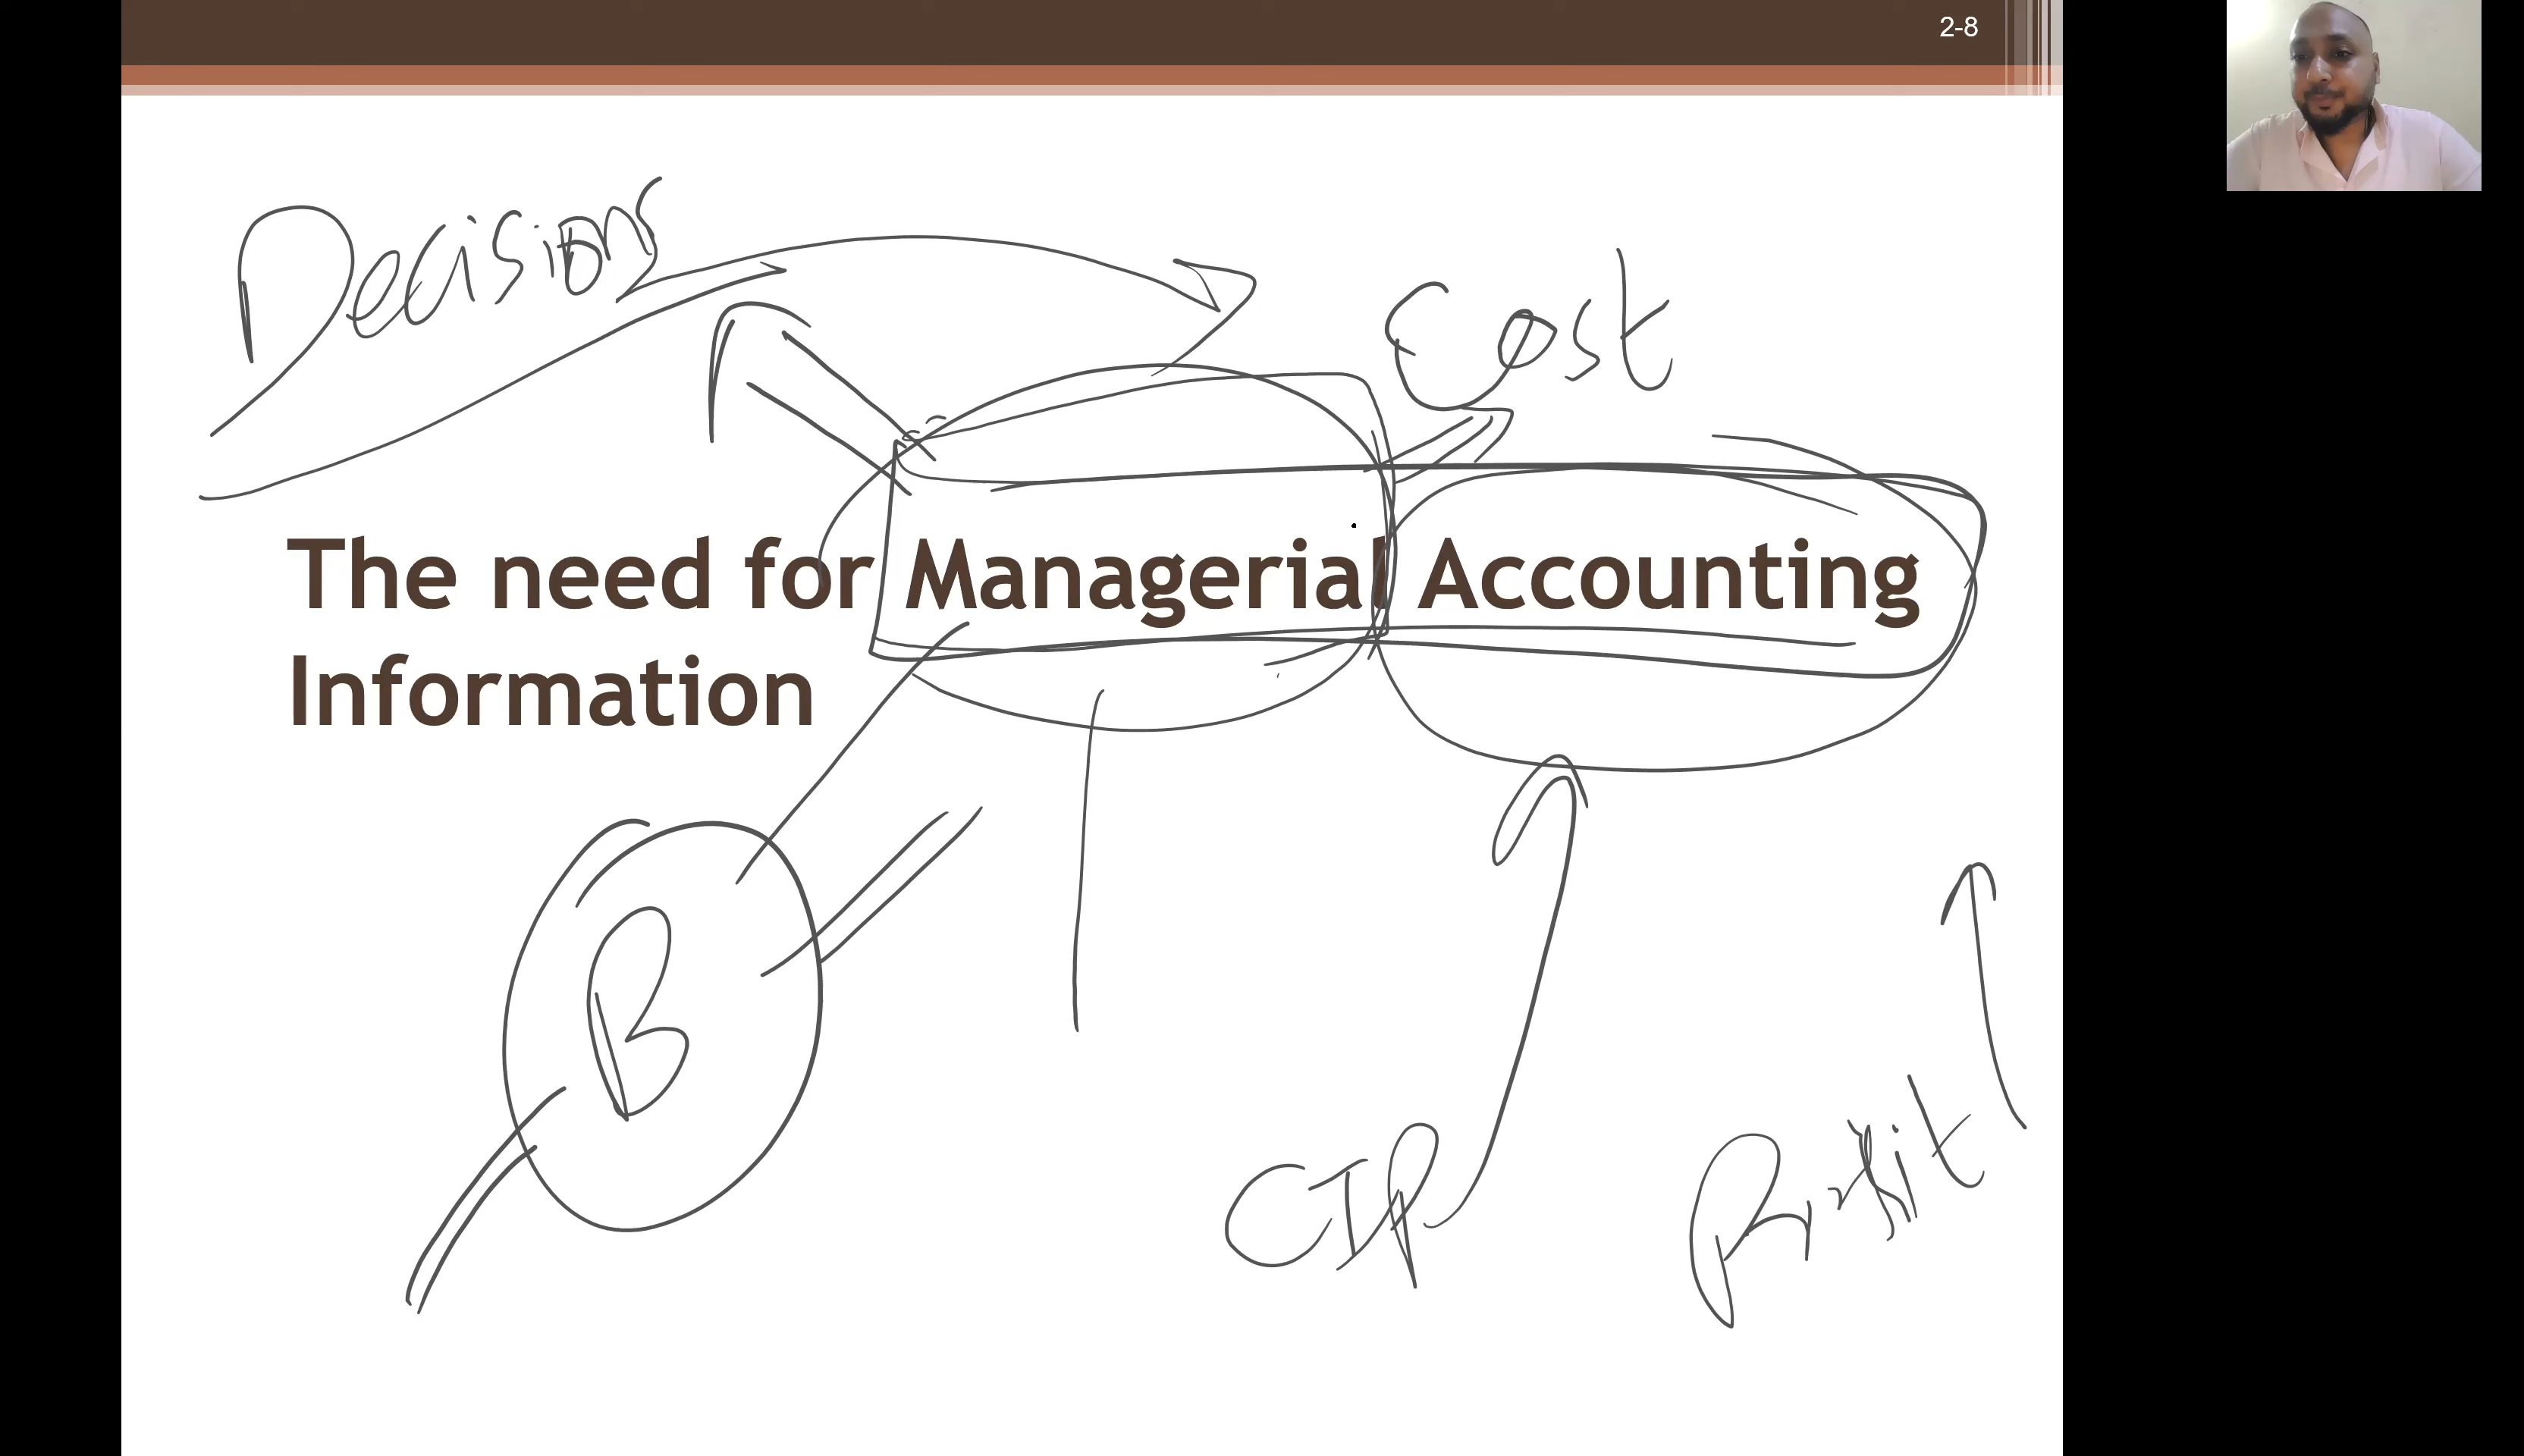 2-8
Decisions
Cost
The need for Managerial Accounting
Information
B
CIP
Profit